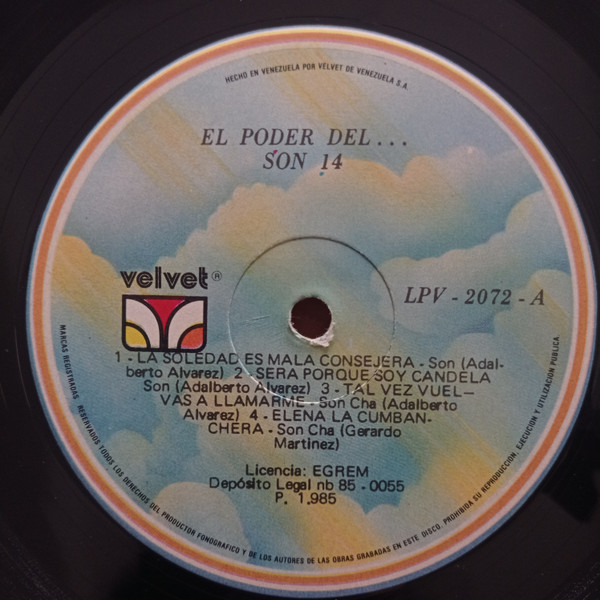 HECHO EN VENEZUELA POR VELVET DE VENEZUELA S.A.
EL PODER DEL...
SON 14
velvet®
LPV - 2072 - A
1 - LA SOLEDAD ES MALA CONSEJERA - Son (Adal-
berto Alvarez) 2 - SERA PORQUE SOY CANDELA
Son (Adalberto Alvarez) 3 - TAL VEZ VUEL-
VAS A LLAMARME - Son Cha (Adalberto
Alvarez) 4 - ELENA LA CUMBAN-
CHERA - Son Cha (Gerardo
Martinez)
Licencia: EGREM
Depósito Legal nb 85 - 0055
P. 1.985
MARCAS REGISTRADAS RESERVADOS TODOS LOS DERECHOS DEL PRODUCTOR FONOGRAFICO Y DE LOS AUTORES DE LAS OBRAS GRABADAS EN ESTE DISCO. PROHIBIDA SU REPRODUCCION, EJECUCION Y UTILIZACION PUBLICA